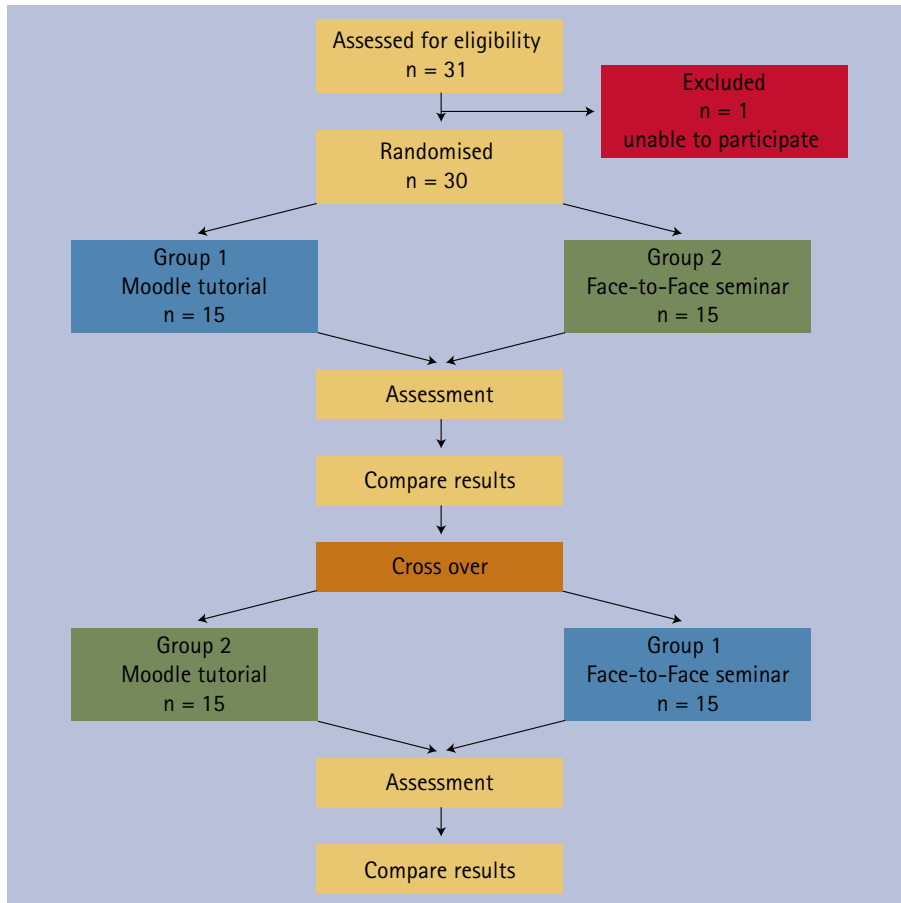 Assessed for eligibility
n = 31
Excluded
n = 1
unable to participate
Randomised
n = 30
Group 1
Moodle tutorial
n = 15
Group 2
Face-to-Face seminar
n = 15
Assessment
Compare results
Cross over
Group 2
Moodle tutorial
n = 15
Group 1
Face-to-Face seminar
n = 15
Assessment
Compare results